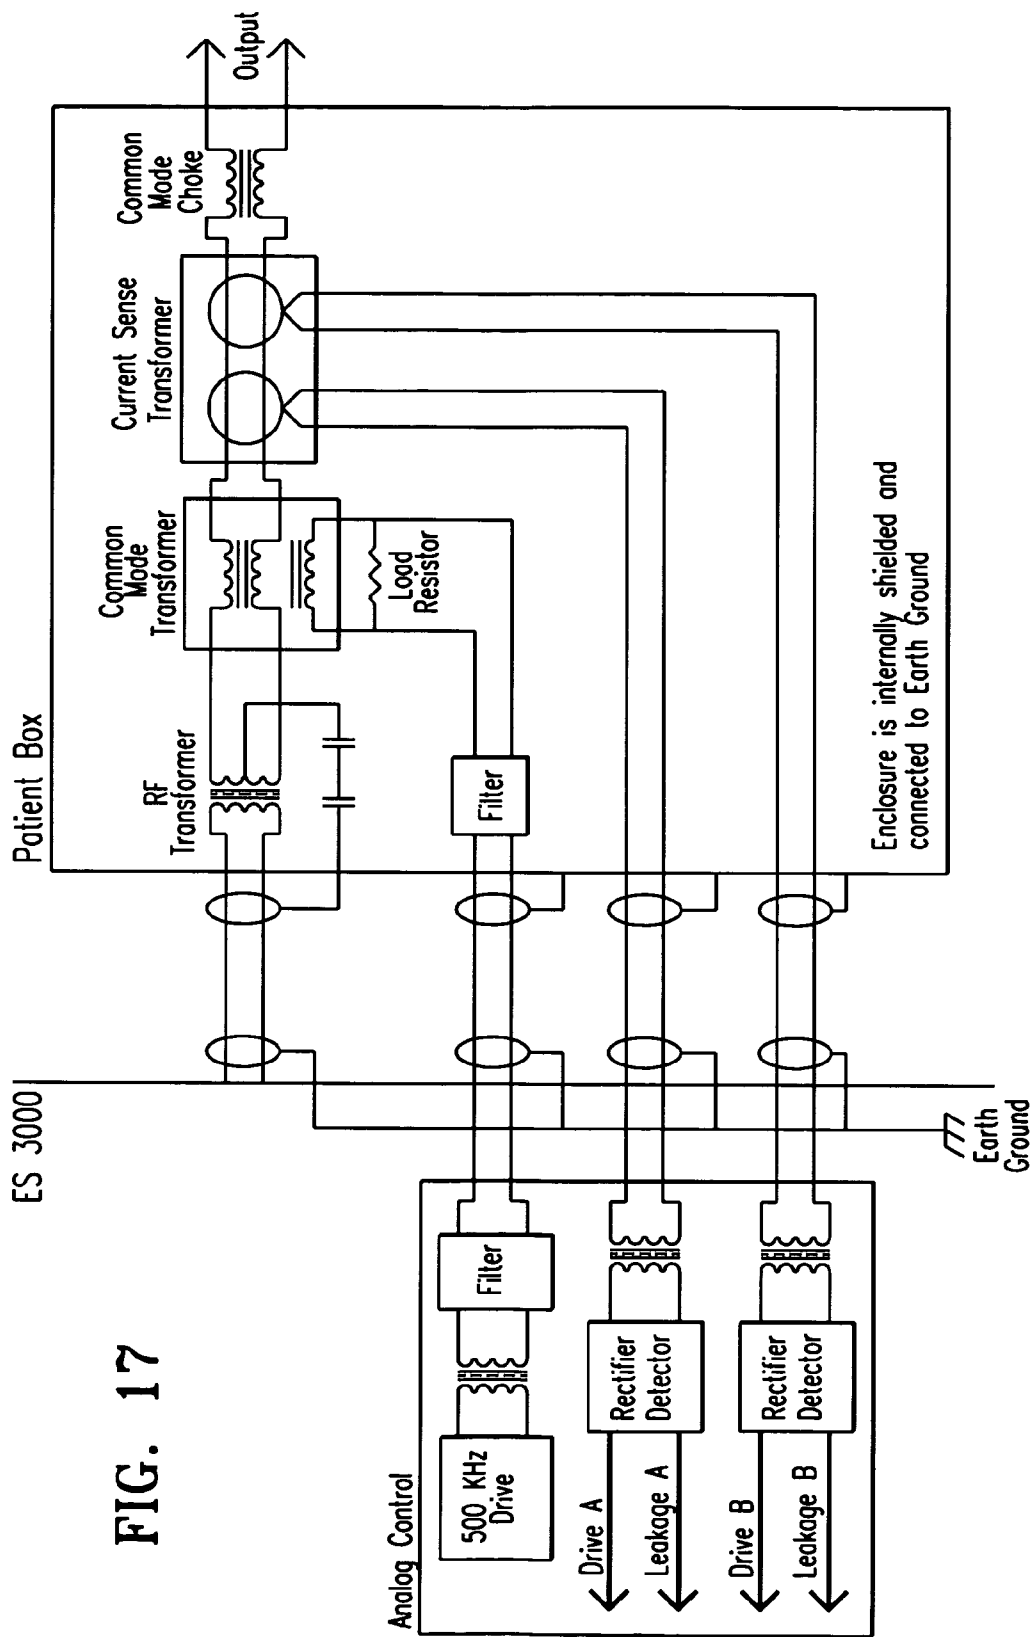 FIG. 17
ES 3000
Patient Box
RF
Transformer
Common
Mode
Transformer
Current Sense
Transformer
Common
Mode
Choke
Output
Load
Resistor
Filter
Analog Control
500 KHz
Drive
Filter
Drive A
Leakage A
Rectifier
Detector
Drive B
Leakage B
Rectifier
Detector
Earth
Ground
Enclosure is internally shielded and
connected to Earth Ground